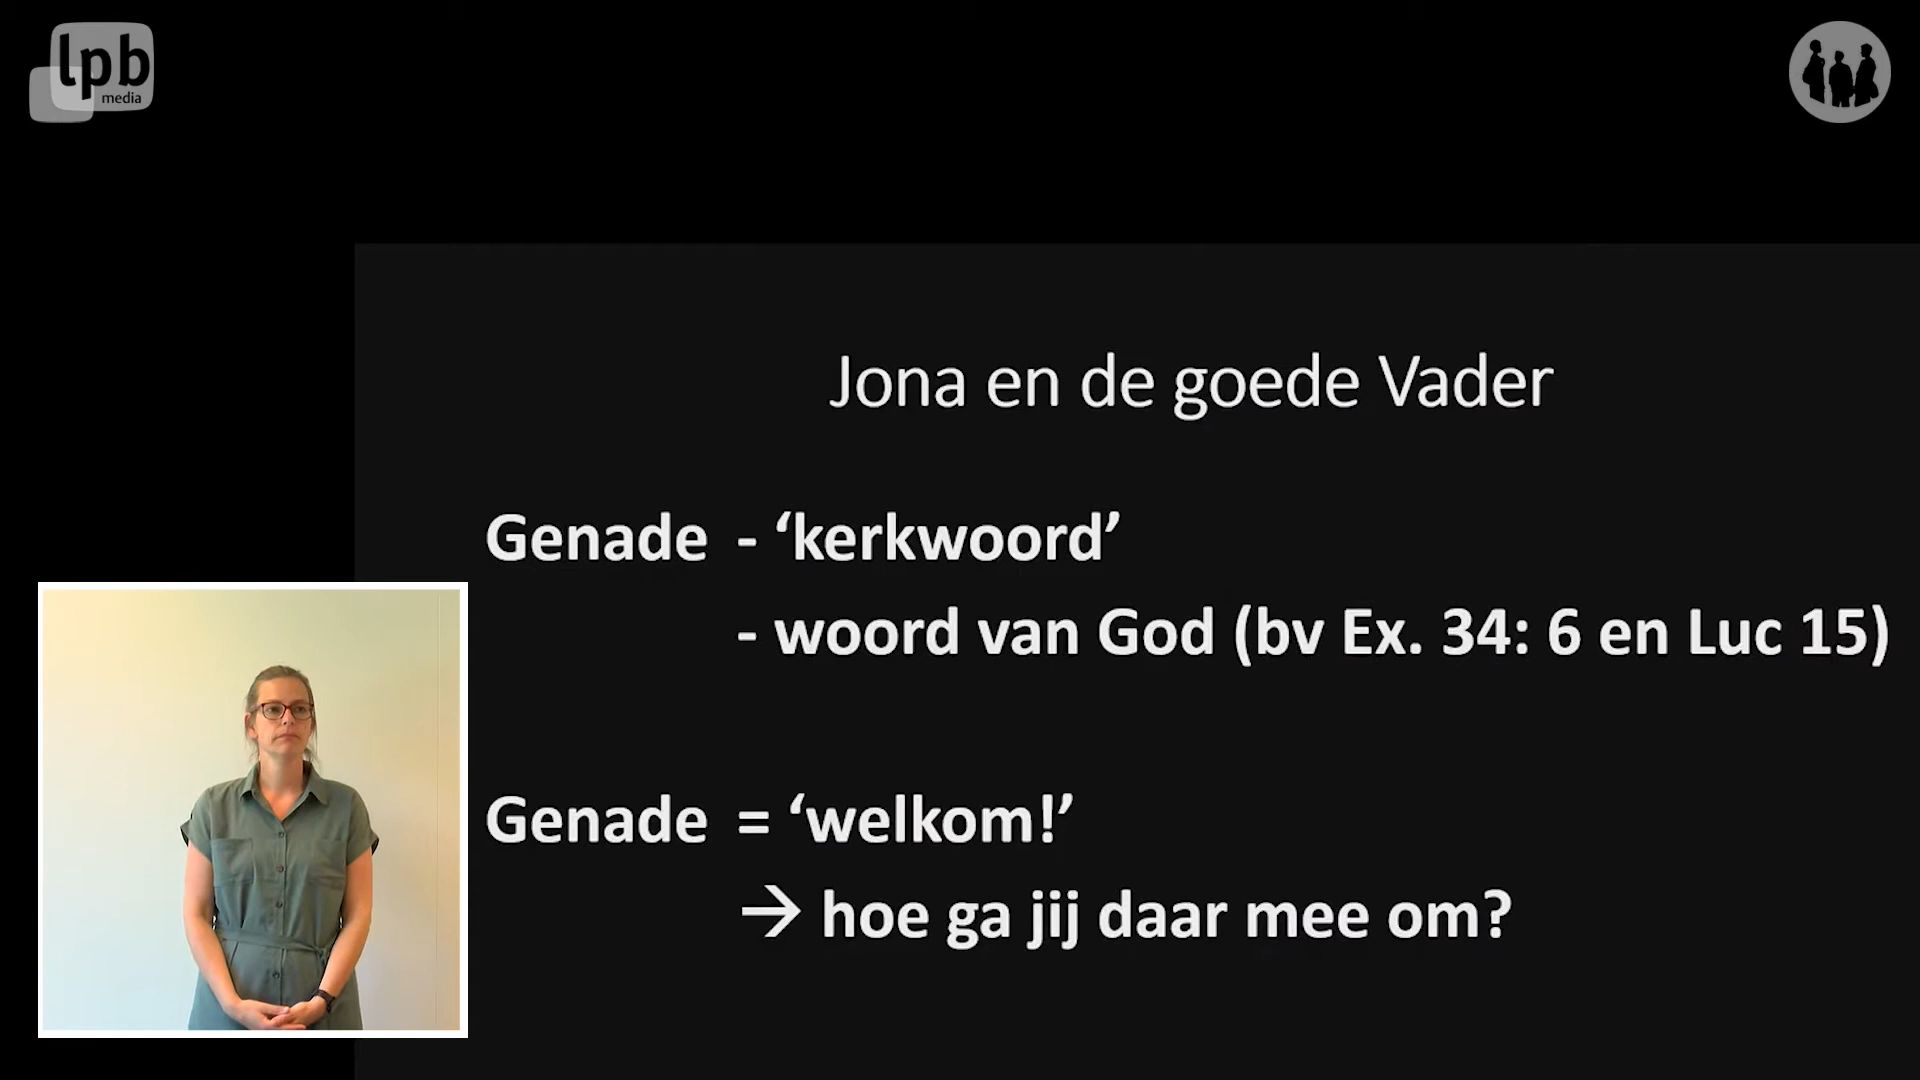 lpb
media
Jona en de goede Vader
Genade - ‘kerkwoord’
- woord van God (bv Ex. 34: 6 en Luc 15)
Genade = ‘welkom!’
→ hoe ga jij daar mee om?